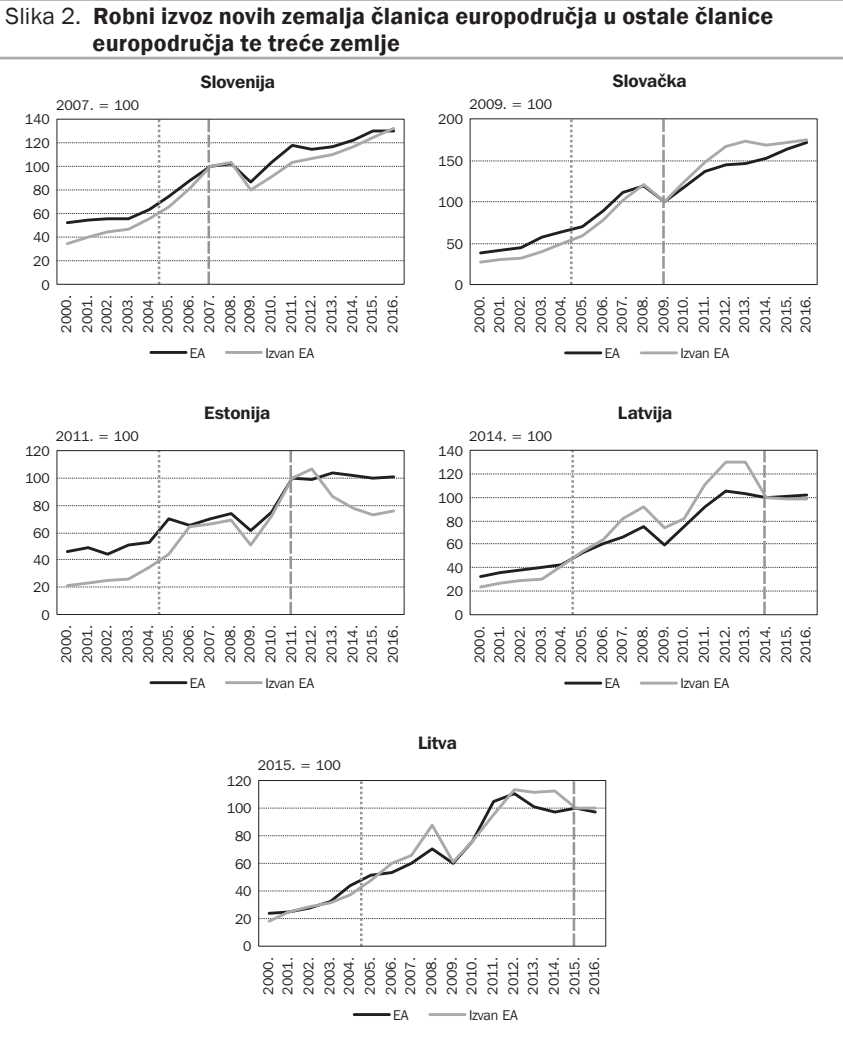 Slika 2. Robni izvoz novih zemalja članica europodručja u ostale članice
europodručja te treće zemlje
Slovenija
2007. = 100
140
120
100
80
60
40
20
0
2000. 2001. 2002. 2003. 2004. 2005. 2006. 2007. 2008. 2009. 2010. 2011. 2012. 2013. 2014. 2015. 2016.
EA Izvan EA
Slovačka
2009. = 100
200
150
100
50
0
2000. 2001. 2002. 2003. 2004. 2005. 2006. 2007. 2008. 2009. 2010. 2011. 2012. 2013. 2014. 2015. 2016.
EA Izvan EA
Estonija
2011. = 100
120
100
80
60
40
20
0
2000. 2001. 2002. 2003. 2004. 2005. 2006. 2007. 2008. 2009. 2010. 2011. 2012. 2013. 2014. 2015. 2016.
EA Izvan EA
Latvija
2014. = 100
140
120
100
80
60
40
20
0
2000. 2001. 2002. 2003. 2004. 2005. 2006. 2007. 2008. 2009. 2010. 2011. 2012. 2013. 2014. 2015. 2016.
EA Izvan EA
Litva
2015. = 100
120
100
80
60
40
20
0
2000. 2001. 2002. 2003. 2004. 2005. 2006. 2007. 2008. 2009. 2010. 2011. 2012. 2013. 2014. 2015. 2016.
EA Izvan EA